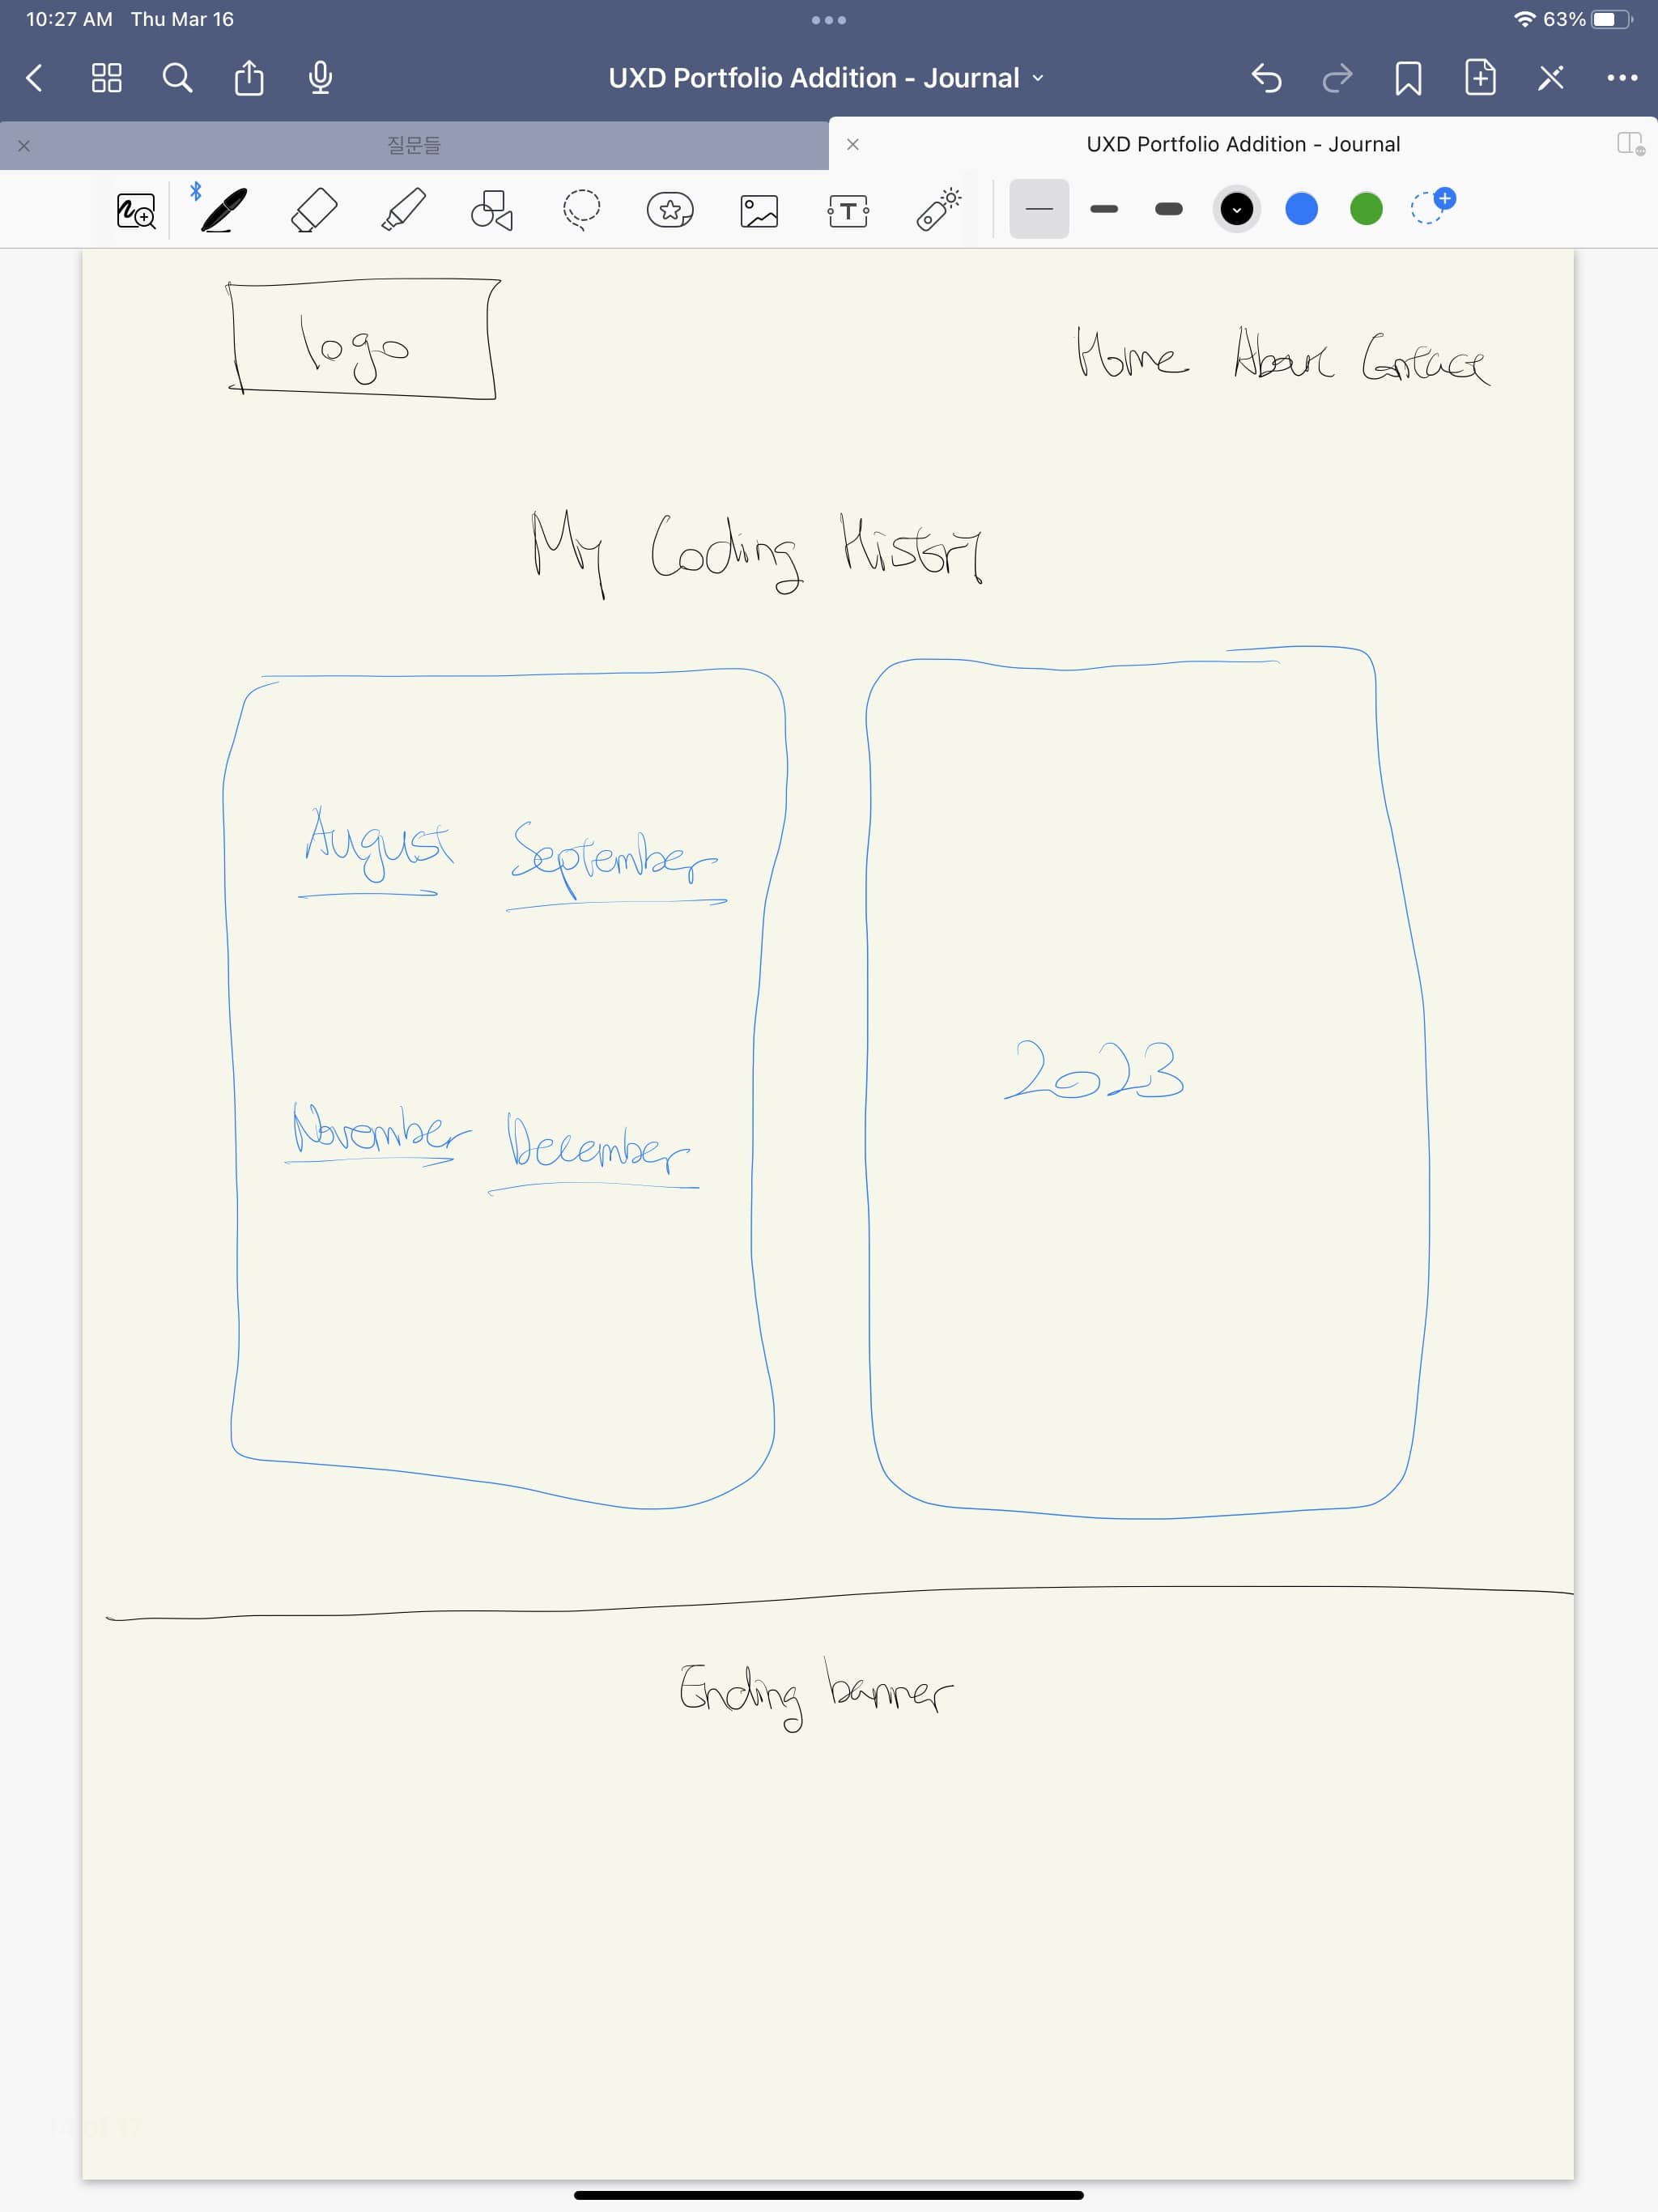 10:27 AM Thu Mar 16 63%
UXD Portfolio Addition - Journal
질문들 UXD Portfolio Addition - Journal
logo
Home About Contact
My Coding History
August September
2023
November December
Ending banner